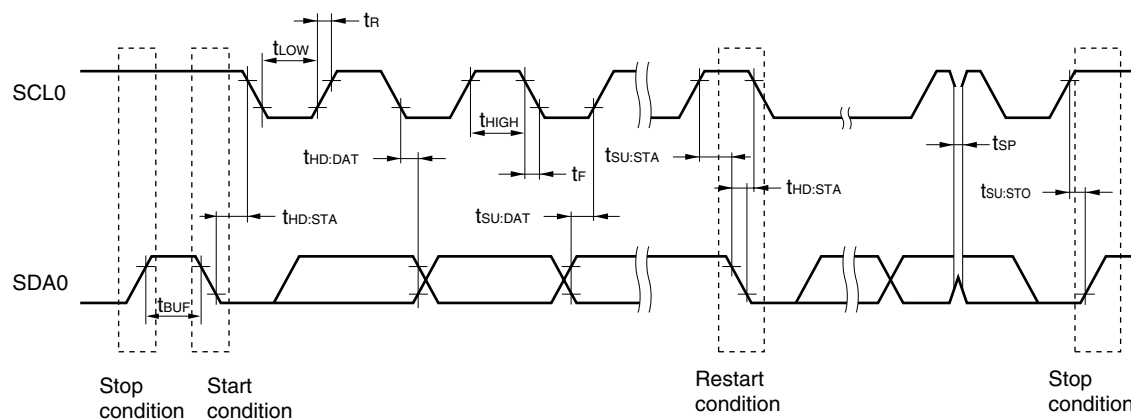 tR
tLOW
SCL0
tHIGH
tHD:DAT
tF
tSU:STA
tSP
tHD:STA
tSU:DAT
tHD:STA
tSU:STO
SDA0
tBUF
Stop
condition
Start
condition
Restart
condition
Stop
condition